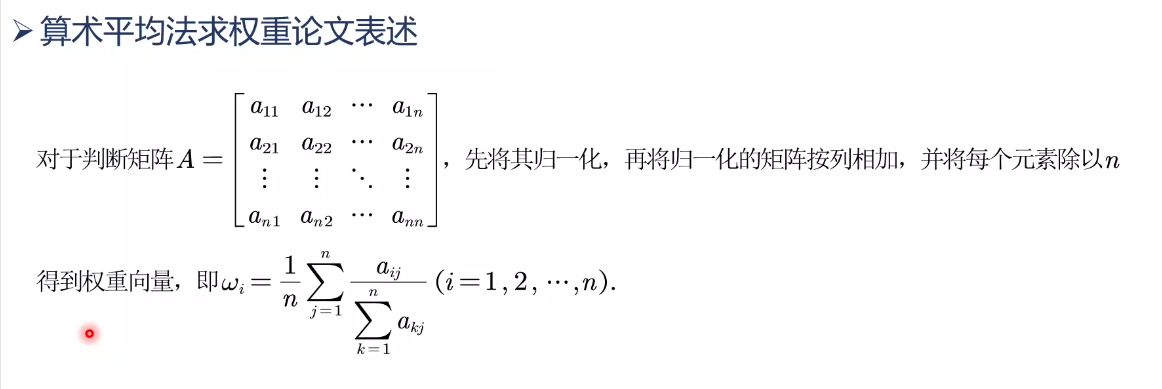 ➢ 算术平均法求权重论文表述
对于判断矩阵 $A = \begin{bmatrix} a_{11} & a_{12} & \cdots & a_{1n} \\ a_{21} & a_{22} & \cdots & a_{2n} \\ \vdots & \vdots & \ddots & \vdots \\ a_{n1} & a_{n2} & \cdots & a_{nn} \end{bmatrix}$，先将其归一化，再将归一化的矩阵按列相加，并将每个元素除以 $n$
得到权重向量，即 $\omega_i = \frac{1}{n} \sum_{j=1}^{n} \frac{a_{ij}}{\sum_{k=1}^{n} a_{kj}} (i=1,2,\cdots,n).$